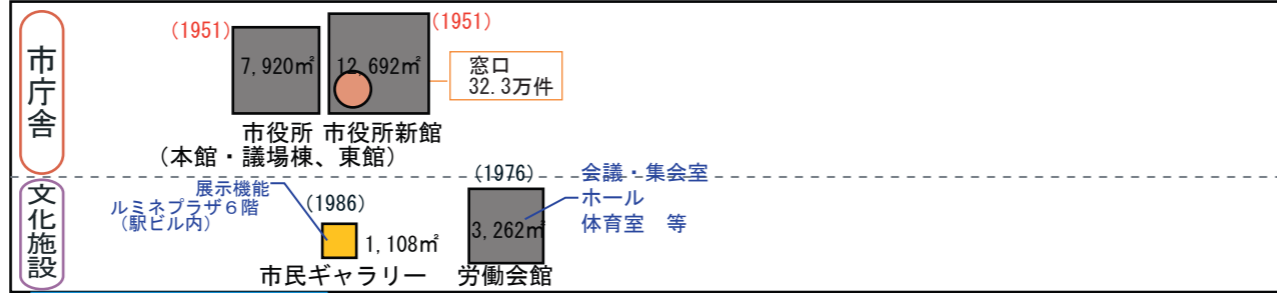 市庁舎
(1951)
7,920㎡
市役所
(本館・議場棟、東館)
(1951)
12,692㎡
市役所新館
窓口
32.3万件
文化施設
展示機能
ルミネプラザ6階
(駅ビル内)
(1986)
1,108㎡
市民ギャラリー
(1976)
3,262㎡
労働会館
会議・集会室
ホール
体育室 等